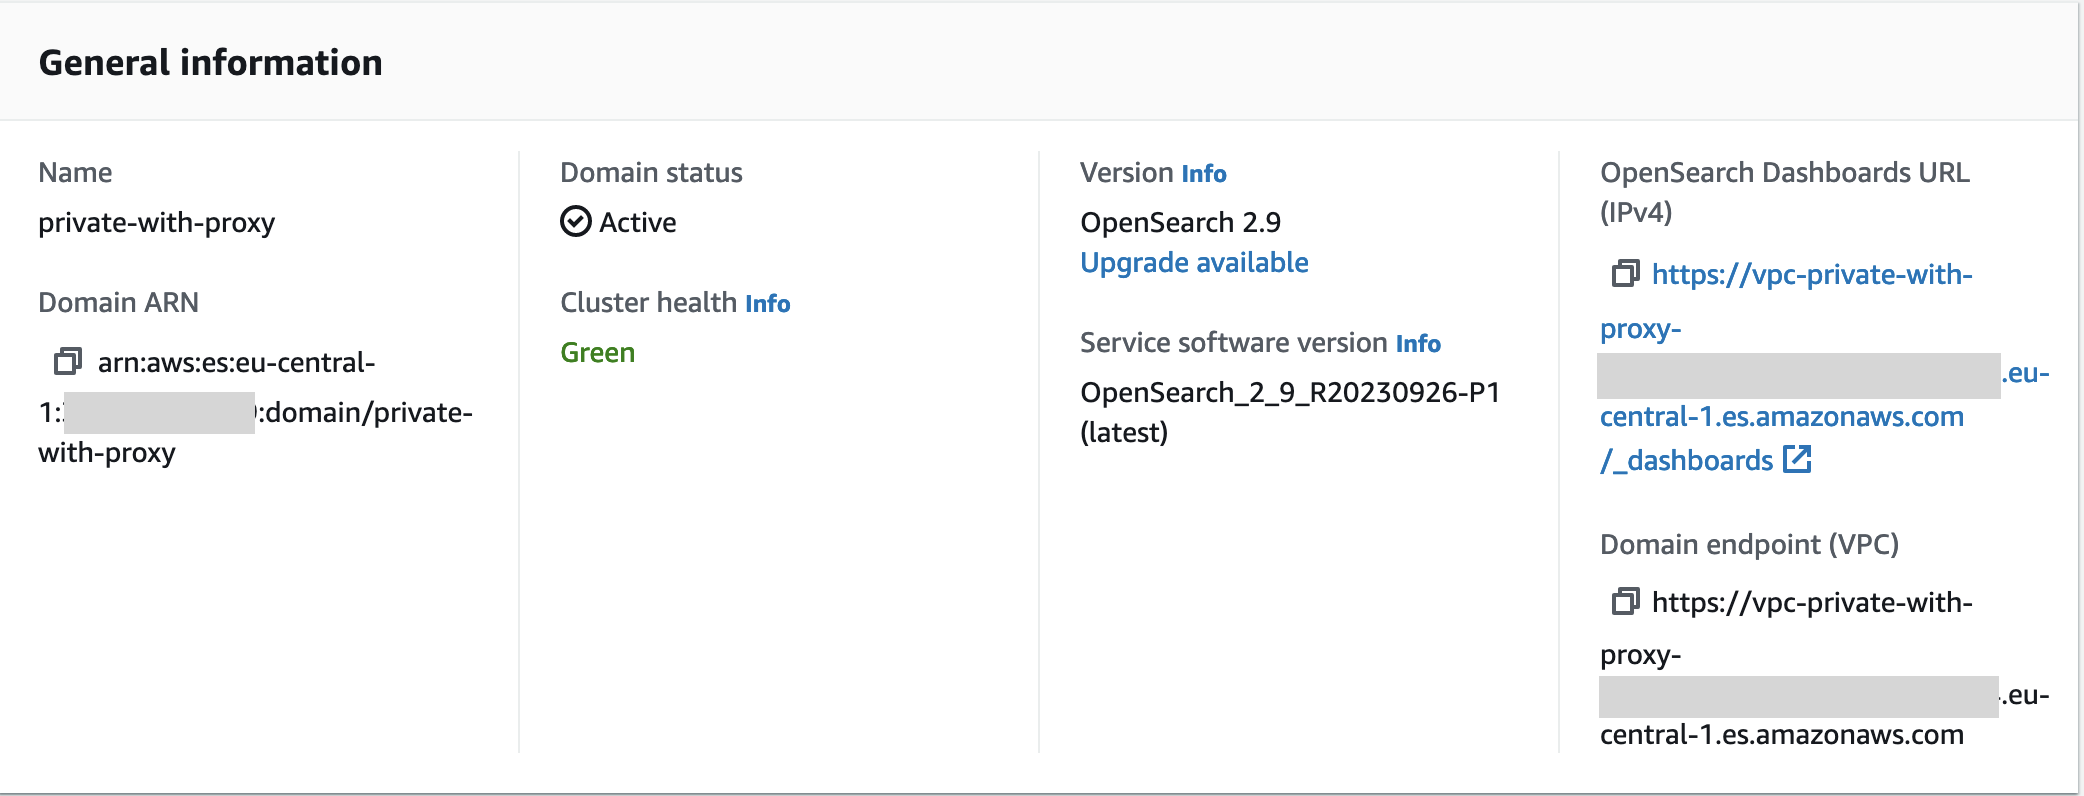 General information
Name
private-with-proxy
Domain ARN
arn:aws:es:eu-central-
1: :domain/private-
with-proxy
Domain status
Active
Cluster health Info
Green
Version Info
OpenSearch 2.9
Upgrade available
Service software version Info
OpenSearch_2_9_R20230926-P1
(latest)
OpenSearch Dashboards URL
(IPv4)
https://vpc-private-with-
proxy-
.eu-
central-1.es.amazonaws.com
/_dashboards
Domain endpoint (VPC)
https://vpc-private-with-
proxy-
.eu-
central-1.es.amazonaws.com